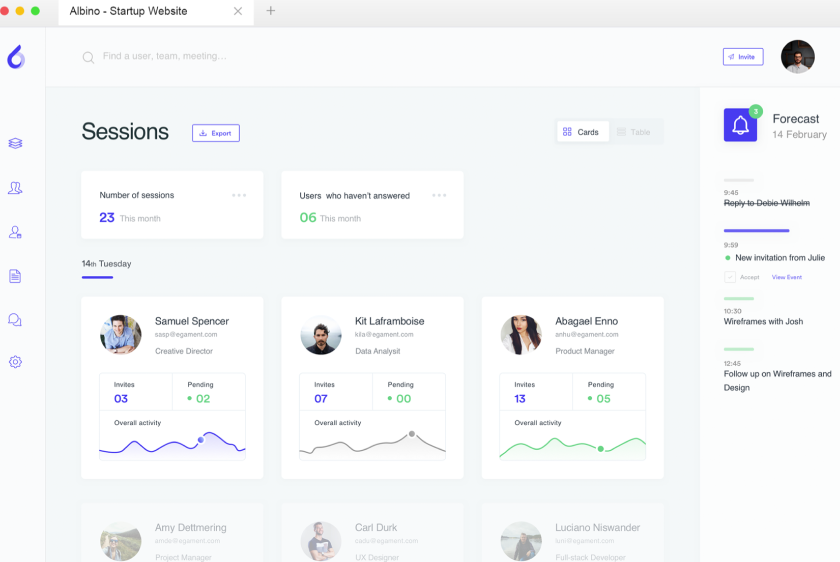 Albino - Startup Website
Find a user, team, meeting...
Invite
Sessions
Export
Cards
Table
3
Forecast
14 February
Number of sessions
23 This month
Users who haven't answered
06 This month
14th Tuesday
Samuel Spencer
sasp@egament.com
Creative Director
Invites
03
Pending
02
Overall activity
Kit Laframboise
kila@egament.com
Data Analysit
Invites
07
Pending
00
Overall activity
Abagael Enno
anhu@egament.com
Product Manager
Invites
13
Pending
05
Overall activity
Amy Dettmering
Project Manager
Carl Durk
cadu@egament.com
UX Designer
Luciano Niswander
Full-stack Developer
9:45
Reply to Debie Wilhelm
9:59
New invitation from Julie
Accept
View Event
10:30
Wireframes with Josh
12:45
Follow up on Wireframes and
Design